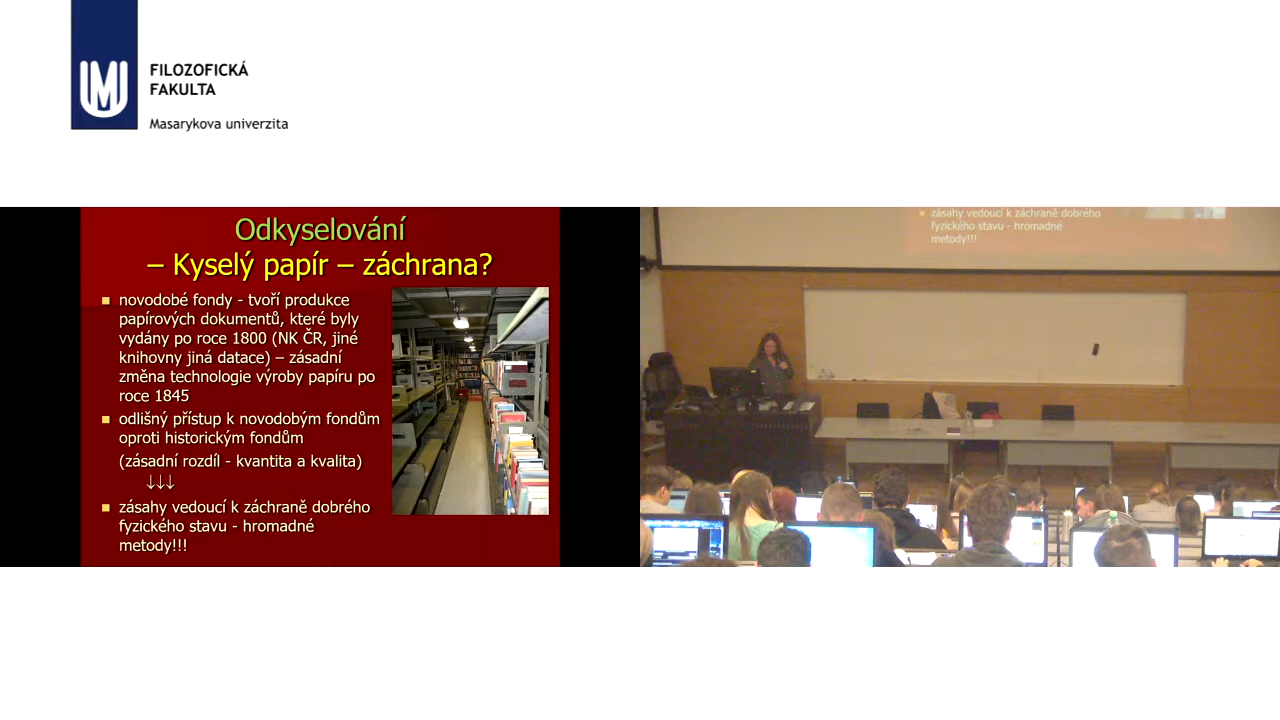 FILOZOFICKÁ
FAKULTA
Masarykova univerzita
Odkyselování
– Kyselý papír – záchrana?
novodobé fondy - tvoří produkce
papírových dokumentů, které byly
vydány po roce 1800 (NK ČR, jiné
knihovny jiná datace) – zásadní
změna technologie výroby papíru po
roce 1845
odlišný přístup k novodobým fondům
oproti historickým fondům
(zásadní rozdíl - kvantita a kvalita)
↓↓↓
zásahy vedoucí k záchraně dobrého
fyzického stavu - hromadné
metody!!!
zásahy vedoucí k záchraně dobrého
fyzického stavu - hromadné
metody!!!